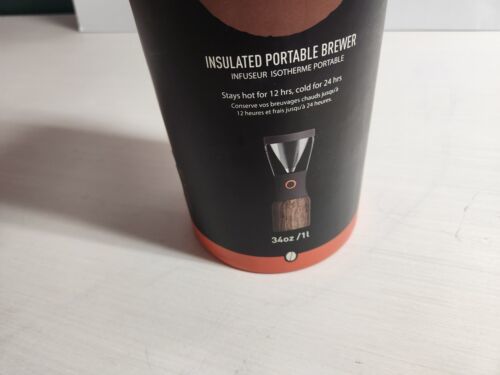 INSULATED PORTABLE BREWER
INFUSEUR ISOTHERME PORTABLE
Stays hot for 12 hrs, cold for 24 hrs
Conserve vos breuvages chauds jusqu'à
12 heures et frais jusqu'à 24 heures.
34oz /1l